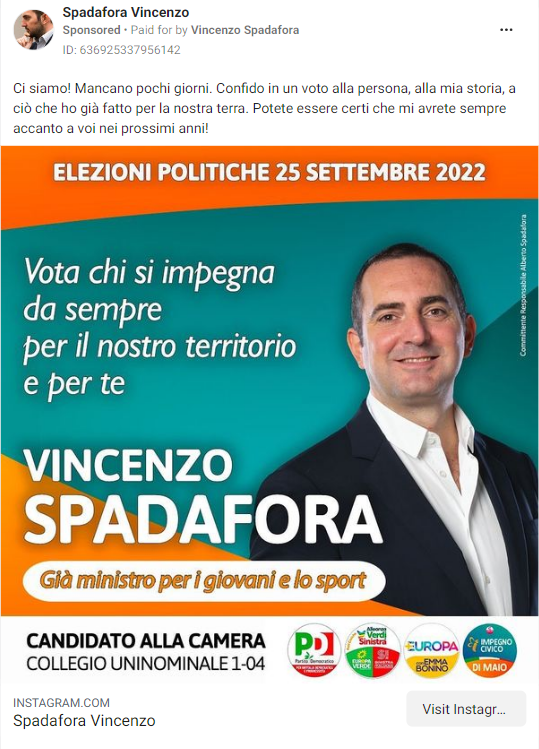 Spadafora Vincenzo
Sponsored • Paid for by Vincenzo Spadafora
ID: 636925337956142
Ci siamo! Mancano pochi giorni. Confido in un voto alla persona, alla mia storia, a
ciò che ho già fatto per la nostra terra. Potete essere certi che mi avrete sempre
accanto a voi nei prossimi anni!
ELEZIONI POLITICHE 25 SETTEMBRE 2022
Committente Responsabile Alberto Spadafora
Vota chi si impegna
da sempre
per il nostro territorio
e per te
VINCENZO
SPADAFORA
Già ministro per i giovani e lo sport
CANDIDATO ALLA CAMERA
COLLEGIO UNINOMINALE 1-04
PD
Partito Democratico
Alleanza
Verdi
Sinistra
EUROPA
VERDE
SI
+EUROPA
CON EMMA
BONINO
IMPEGNO
CIVICO
DI MAIO
INSTAGRAM.COM
Spadafora Vincenzo
Visit Instagr...